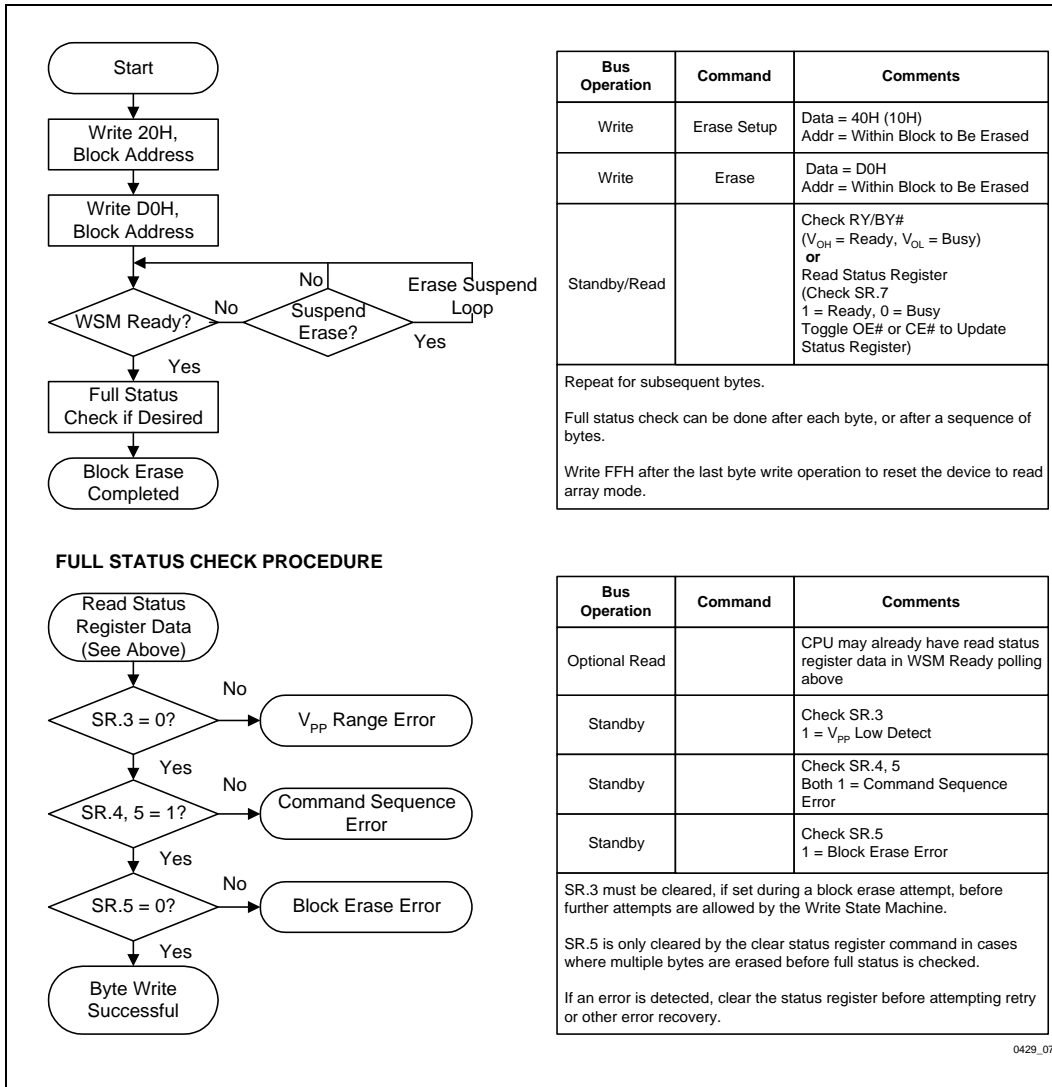 Start
Write 20H,
Block Address
Write D0H,
Block Address
WSM Ready?
No
Suspend
Erase?
No
Yes
Erase Suspend
Loop
Yes
Full Status
Check if Desired
Block Erase
Completed
Bus
Operation
Command
Comments
Write
Erase Setup
Data = 40H (10H)
Addr = Within Block to Be Erased
Write
Erase
Data = D0H
Addr = Within Block to Be Erased
Standby/Read
Check RY/BY#
(VOH = Ready, VOL = Busy)
or
Read Status Register
(Check SR.7
1 = Ready, 0 = Busy
Toggle OE# or CE# to Update
Status Register)
Repeat for subsequent bytes.
Full status check can be done after each byte, or after a sequence of
bytes.
Write FFH after the last byte write operation to reset the device to read
array mode.
FULL STATUS CHECK PROCEDURE
Read Status
Register Data
(See Above)
SR.3 = 0?
No
VPP Range Error
Yes
SR.4, 5 = 1?
No
Command Sequence
Error
Yes
SR.5 = 0?
No
Block Erase Error
Yes
Byte Write
Successful
Bus
Operation
Command
Comments
Optional Read
CPU may already have read status
register data in WSM Ready polling
above
Standby
Check SR.3
1 = VPP Low Detect
Standby
Check SR.4, 5
Both 1 = Command Sequence
Error
Standby
Check SR.5
1 = Block Erase Error
SR.3 must be cleared, if set during a block erase attempt, before
further attempts are allowed by the Write State Machine.
SR.5 is only cleared by the clear status register command in cases
where multiple bytes are erased before full status is checked.
If an error is detected, clear the status register before attempting retry
or other error recovery.
0429_07